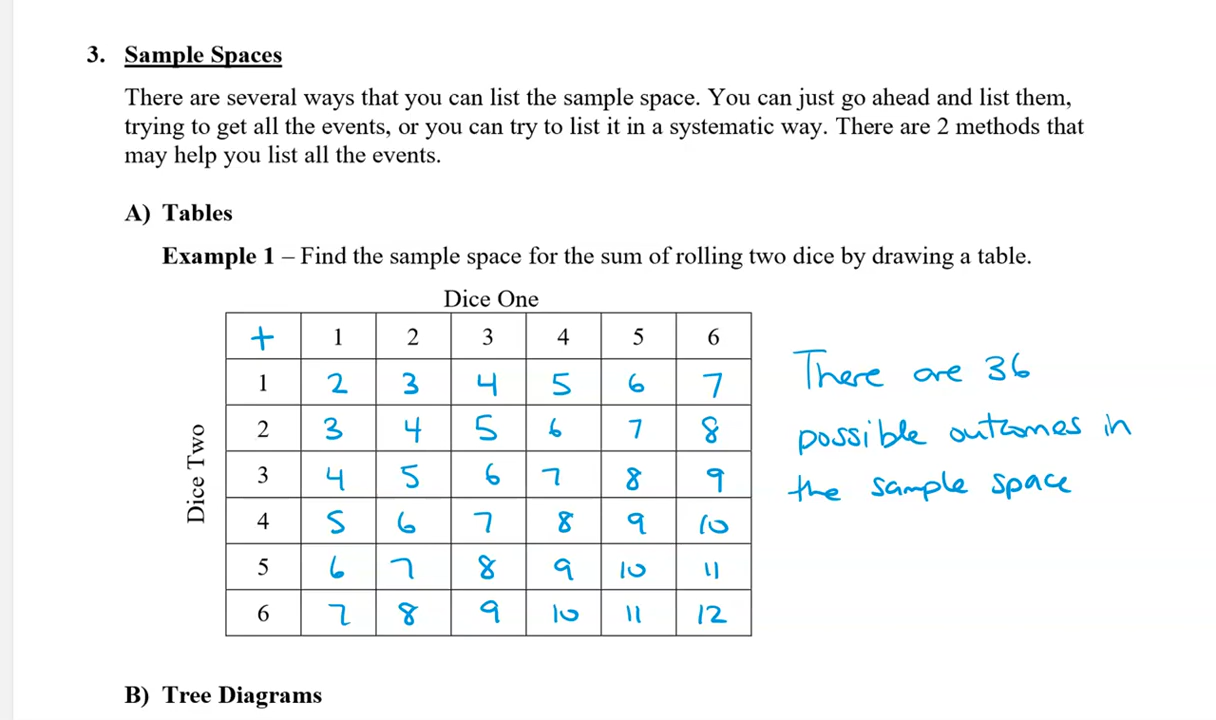 3. Sample Spaces
There are several ways that you can list the sample space. You can just go ahead and list them,
trying to get all the events, or you can try to list it in a systematic way. There are 2 methods that
may help you list all the events.
A) Tables
Example 1 – Find the sample space for the sum of rolling two dice by drawing a table.
Dice One
Dice Two
+ 1 2 3 4 5 6
1 2 3 4 5 6 7
2 3 4 5 6 7 8
3 4 5 6 7 8 9
4 5 6 7 8 9 10
5 6 7 8 9 10 11
6 7 8 9 10 11 12
There are 36
possible outcomes in
the sample space
B) Tree Diagrams